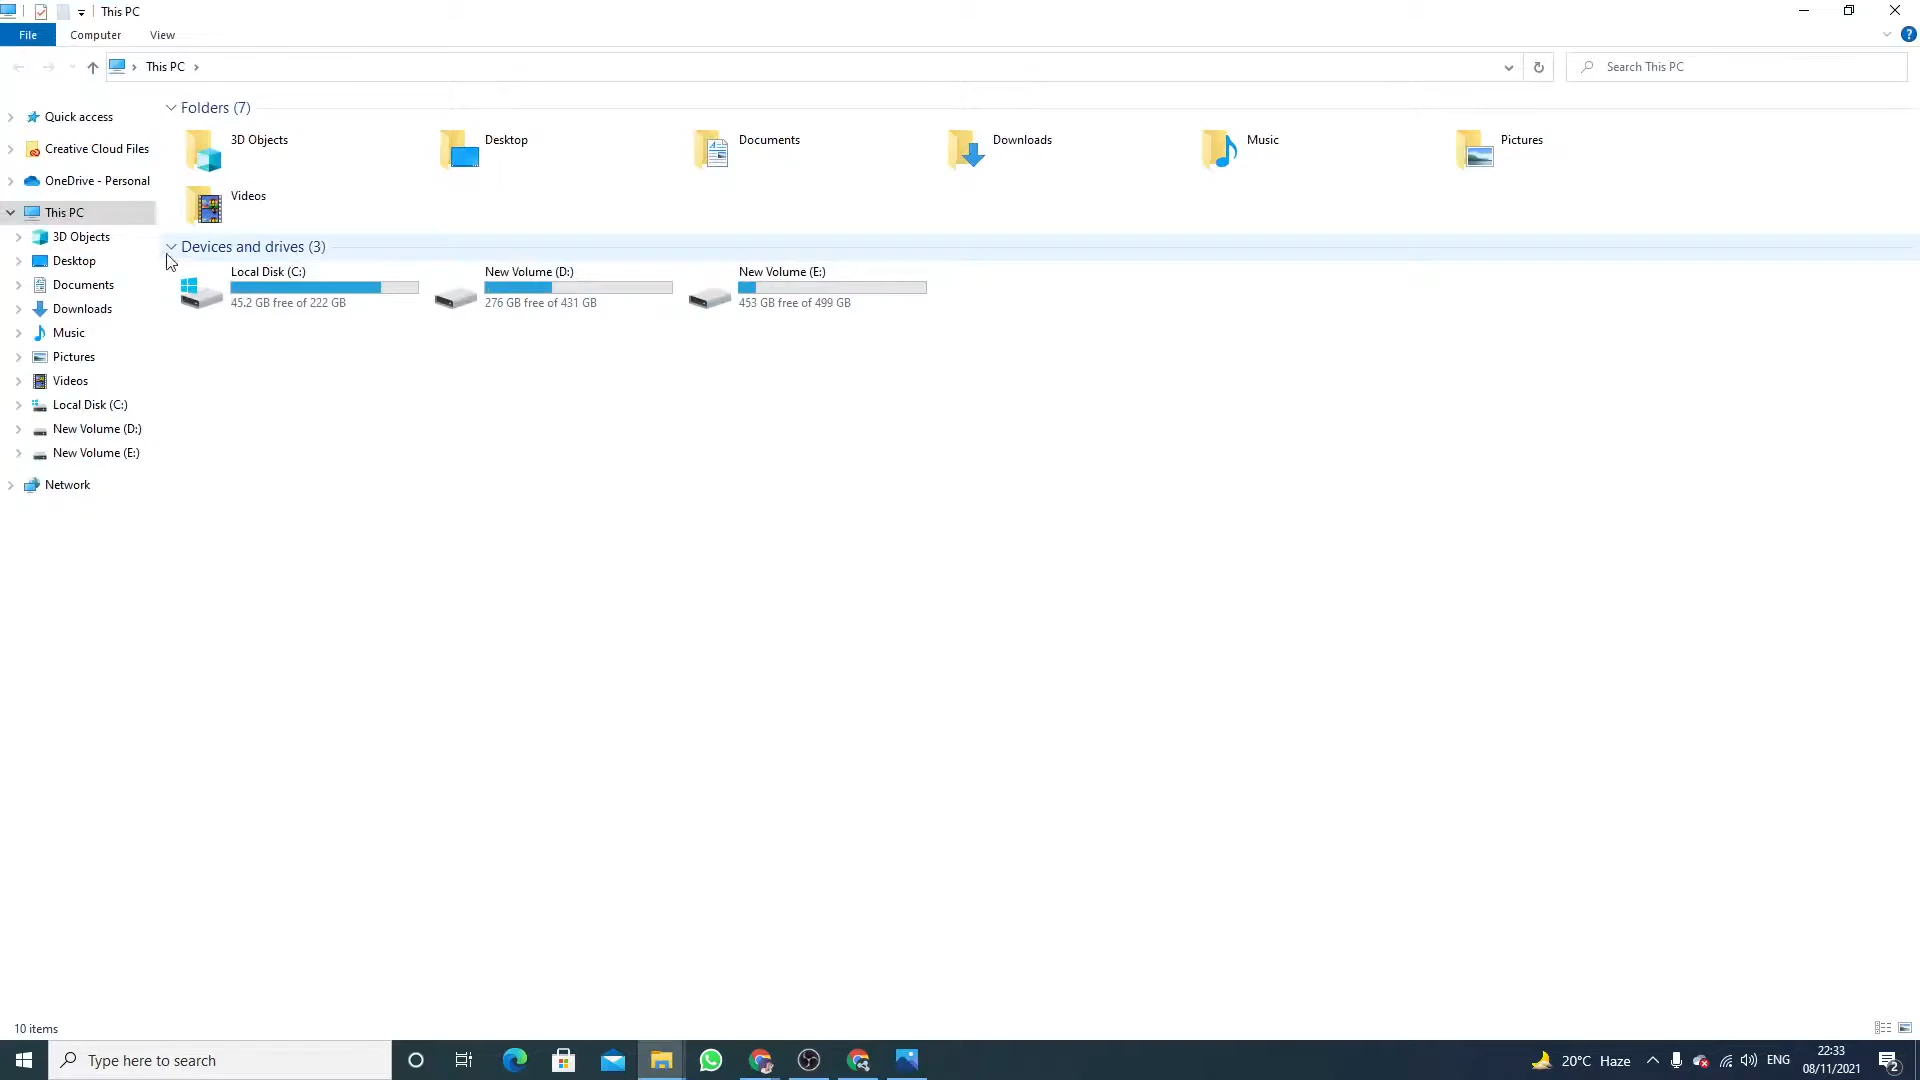 This PC
File Computer View
This PC
Search This PC
Quick access
Creative Cloud Files
OneDrive - Personal
This PC
3D Objects
Desktop
Documents
Downloads
Music
Pictures
Videos
Local Disk (C:)
New Volume (D:)
New Volume (E:)
Network
Folders (7)
3D Objects Desktop Documents Downloads Music Pictures
Videos
Devices and drives (3)
Local Disk (C:) New Volume (D:) New Volume (E:)
45.2 GB free of 222 GB 276 GB free of 431 GB 453 GB free of 499 GB
10 items
Type here to search
20°C Haze
ENG
22:33
08/11/2021
2